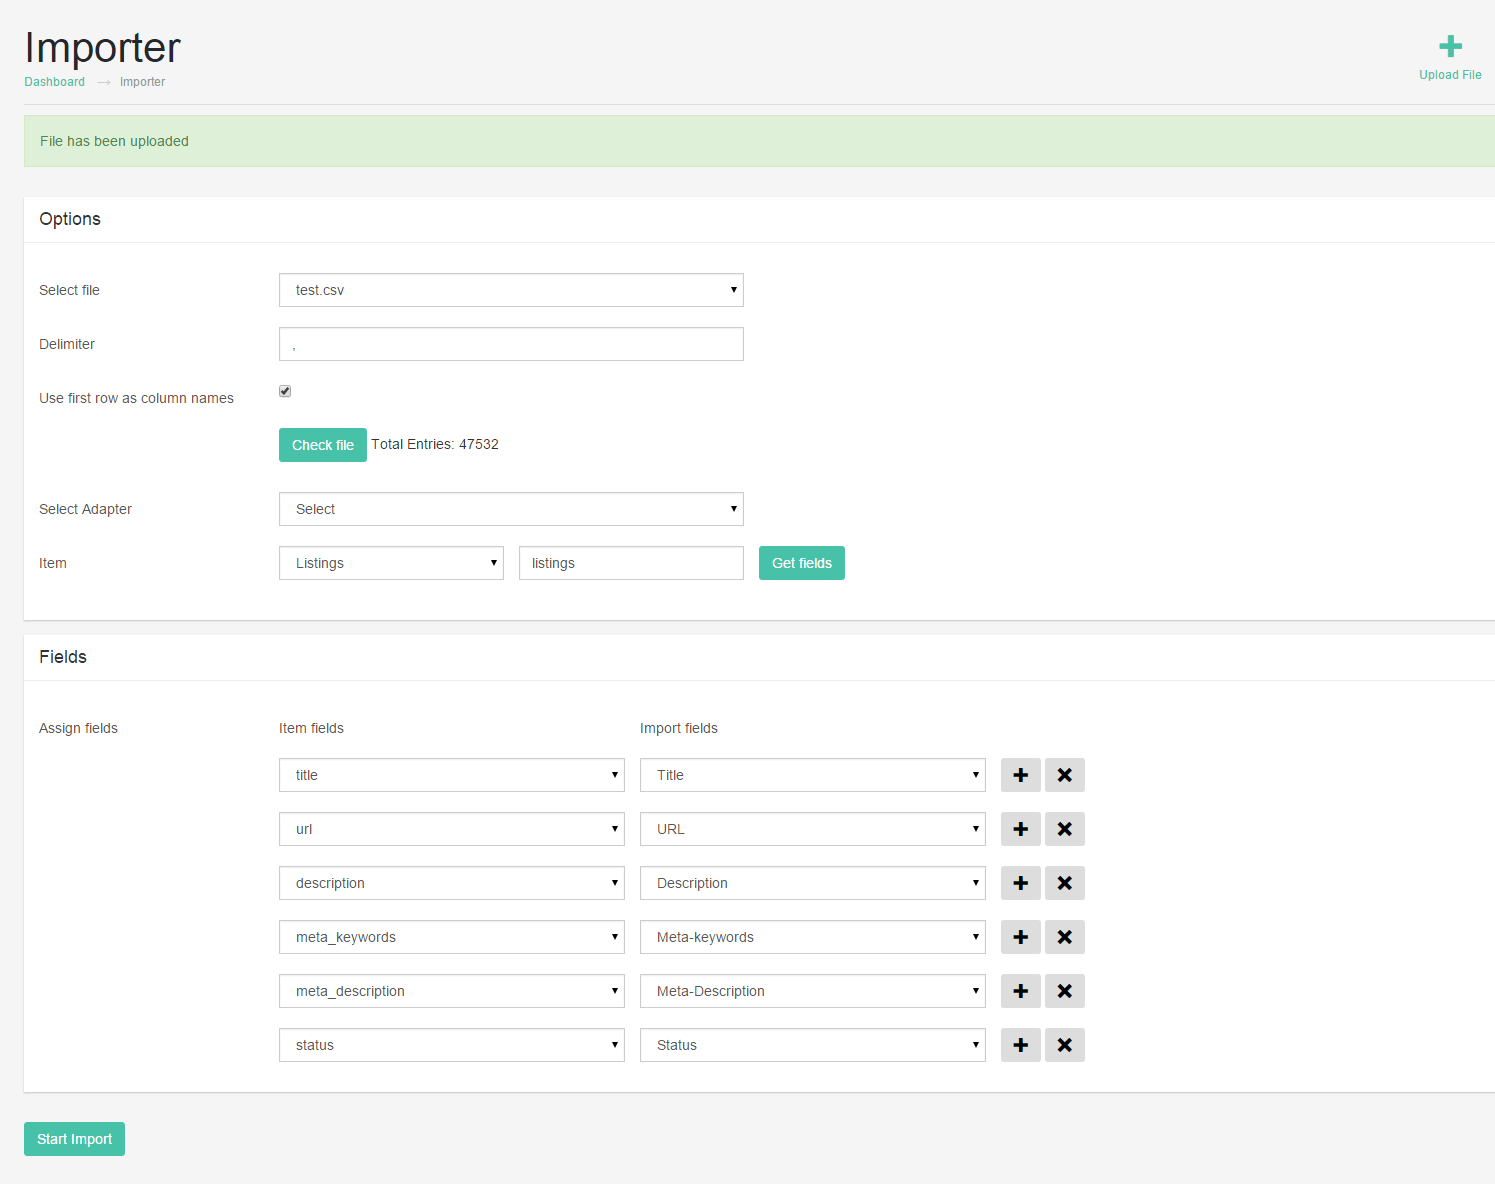 Importer
Upload File
Dashboard → Importer
File has been uploaded
Options
Select file test.csv
Delimiter ,
Use first row as column names
Check file Total Entries: 47532
Select Adapter Select
Item Listings listings Get fields
Fields
Assign fields Item fields Import fields
title Title
url URL
description Description
meta_keywords Meta-keywords
meta_description Meta-Description
status Status
Start Import